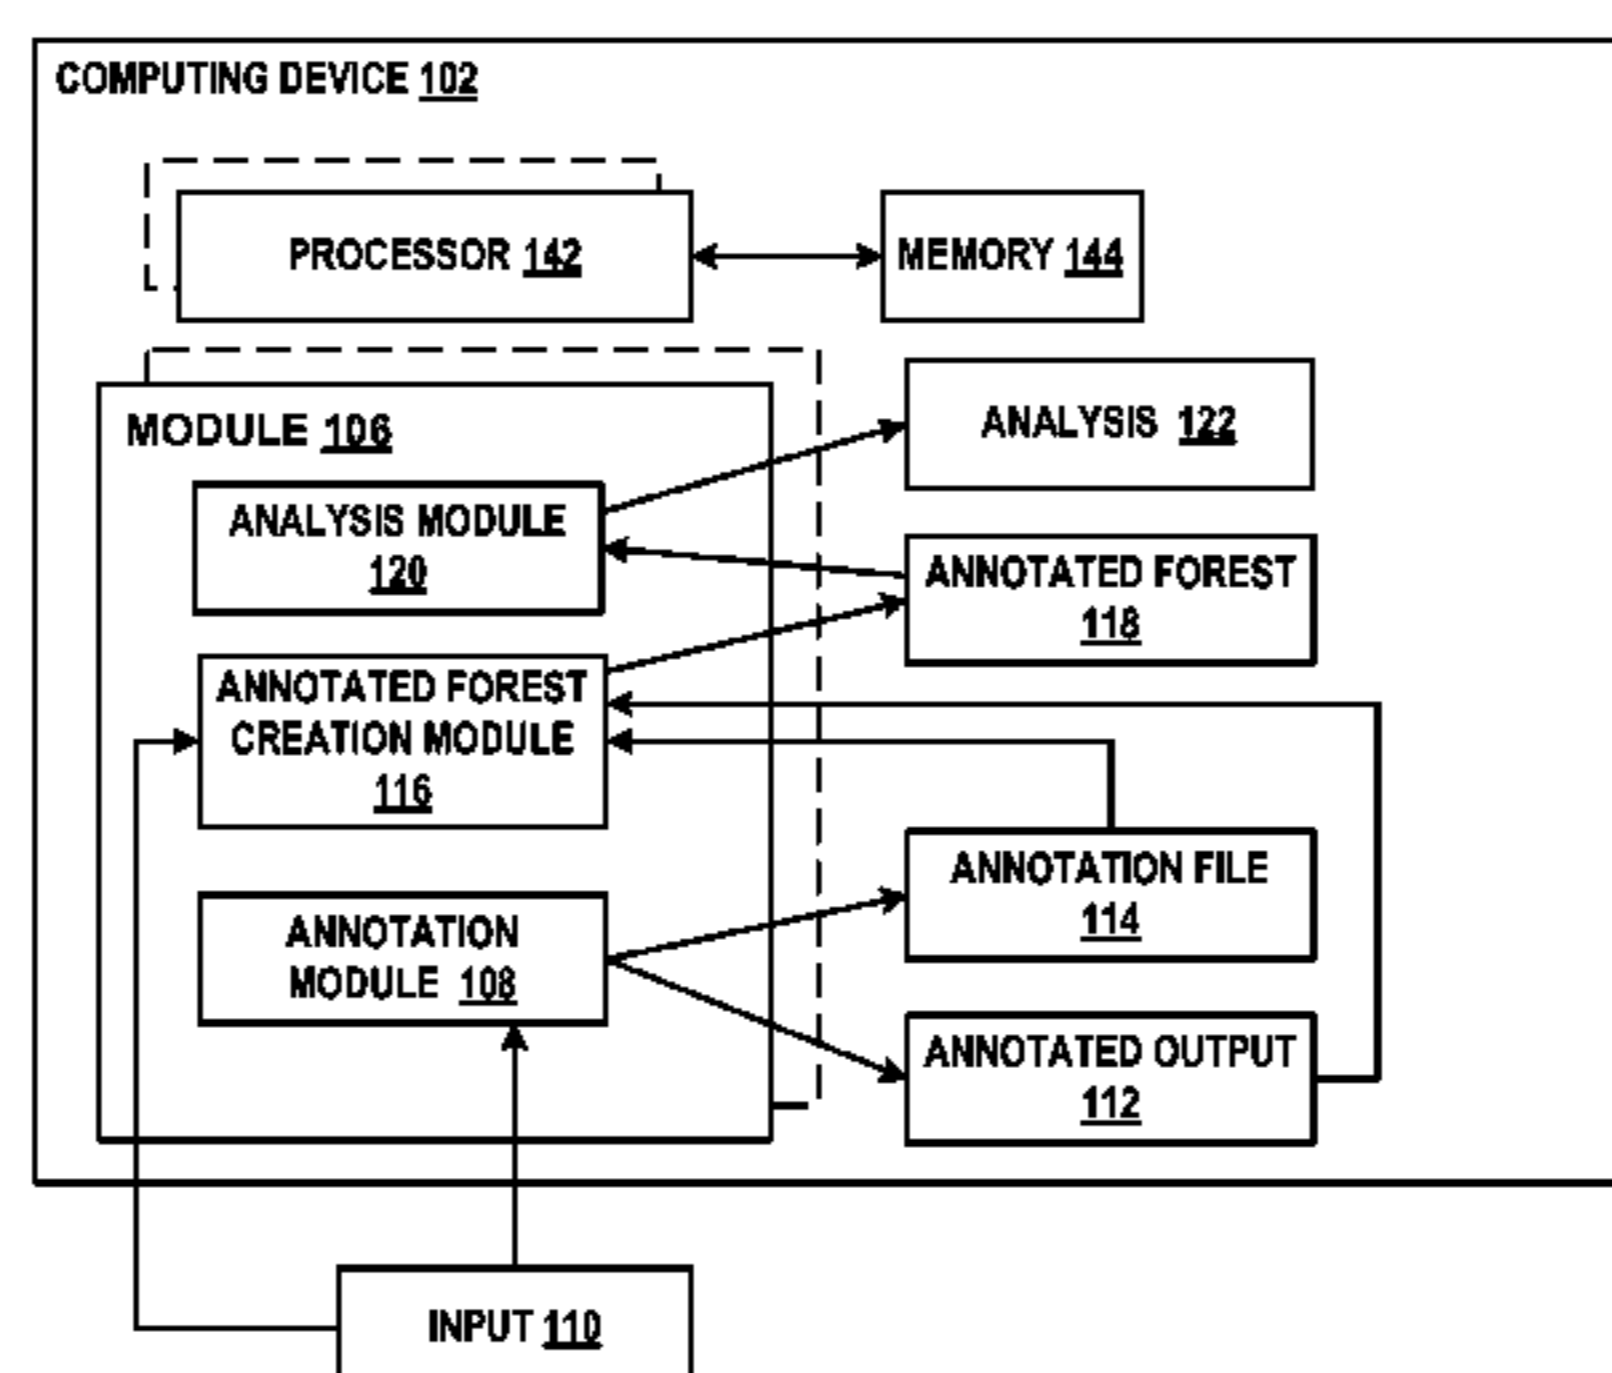 COMPUTING DEVICE 102
PROCESSOR 142
MEMORY 144
MODULE 106
ANALYSIS 122
ANALYSIS MODULE
120
ANNOTATED FOREST
118
ANNOTATED FOREST
CREATION MODULE
116
ANNOTATION FILE
114
ANNOTATION
MODULE 108
ANNOTATED OUTPUT
112
INPUT 110